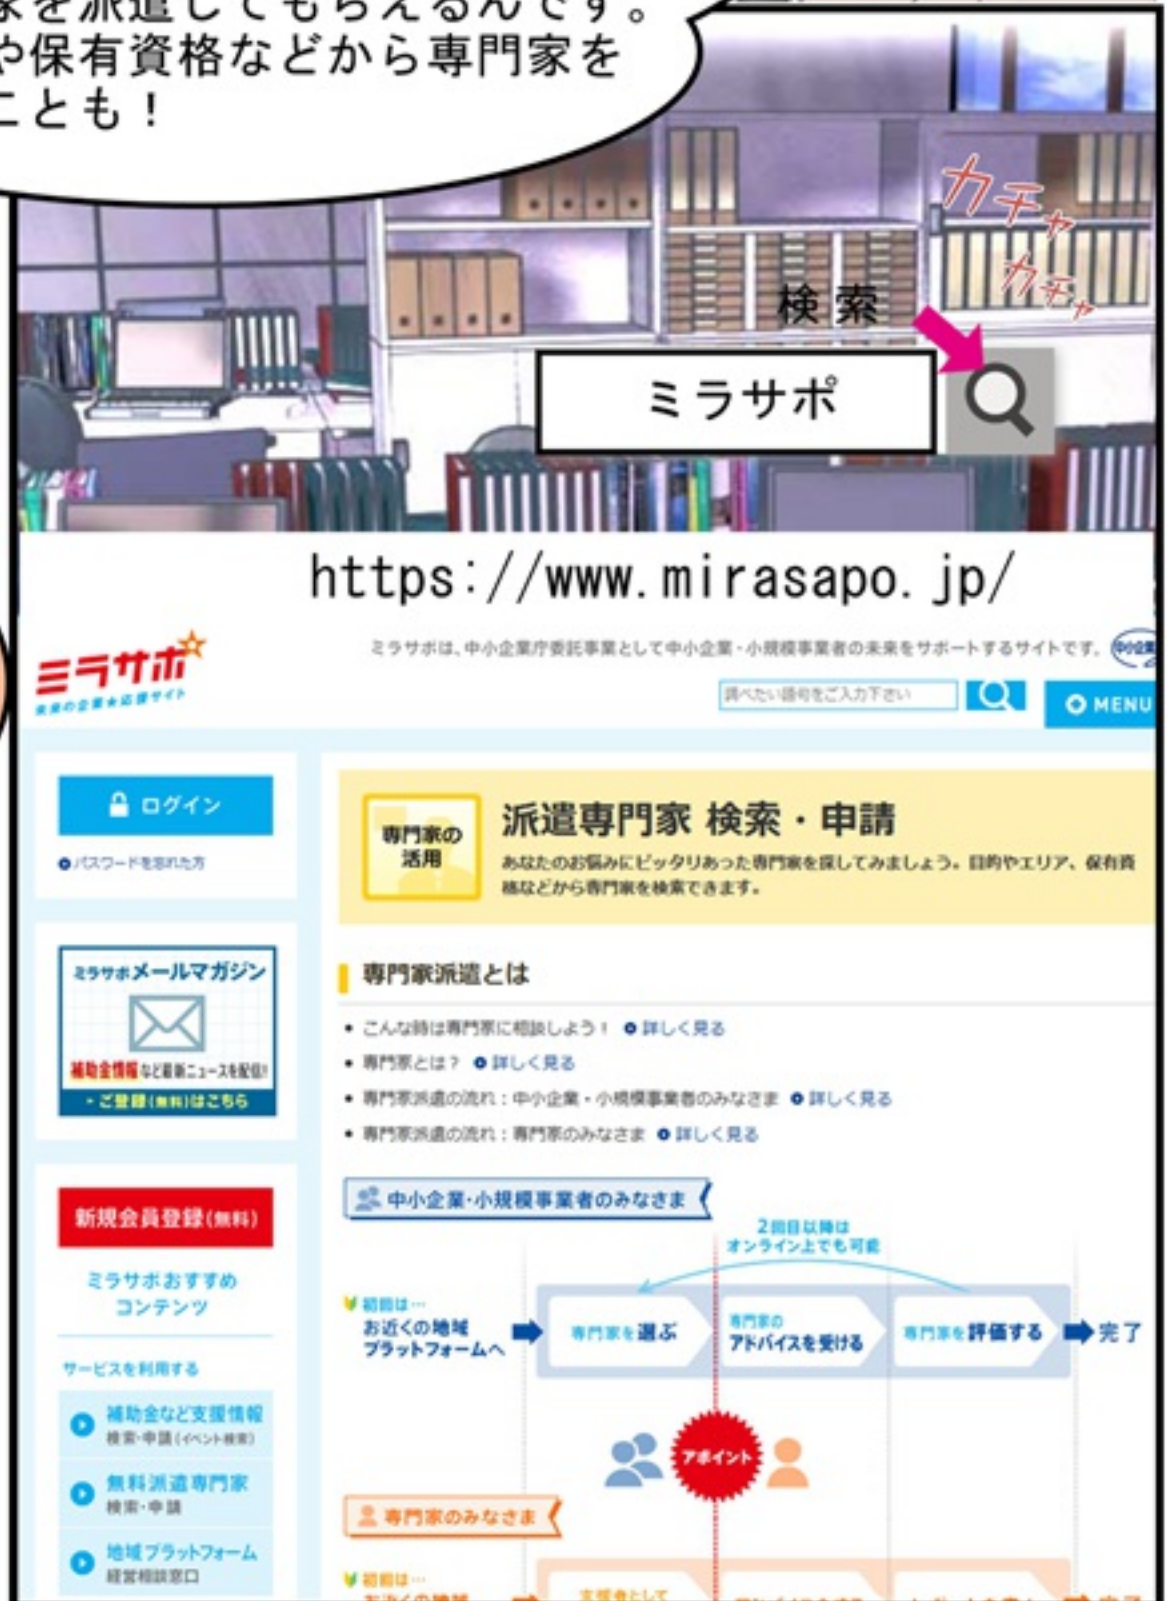 家を派遣してもらえるんです。
や保有資格などから専門家を
ことも！
カチャ
カチャ
検索
ミラサポ
https://www.mirasapo.jp/
ミラサポ
未来の企業★応援サイト
ミラサポは、中小企業庁委託事業として中小企業・小規模事業者の未来をサポートするサイトです。
調べたい語句をご入力下さい
MENU
ログイン
パスワードを忘れた方
ミラサポメールマガジン
補助金情報など最新ニュースを配信!
ご登録(無料)はこちら
新規会員登録(無料)
ミラサポおすすめ
コンテンツ
サービスを利用する
補助金など支援情報
検索・申請(イベント検索)
無料派遣専門家
検索・申請
地域プラットフォーム
経営相談窓口
専門家の
活用
派遣専門家 検索・申請
あなたのお悩みにピッタリあった専門家を探してみましょう。目的やエリア、保有資
格などから専門家を検索できます。
専門家派遣とは
• こんな時は専門家に相談しよう！ 詳しく見る
• 専門家とは？ 詳しく見る
• 専門家派遣の流れ：中小企業・小規模事業者のみなさま 詳しく見る
• 専門家派遣の流れ：専門家のみなさま 詳しく見る
中小企業・小規模事業者のみなさま
2回目以降は
オンライン上でも可能
初回は…
お近くの地域
プラットフォームへ
専門家を選ぶ
専門家の
アドバイスを受ける
専門家を評価する
完了
アポイント
専門家のみなさま
初回は…
支援者として